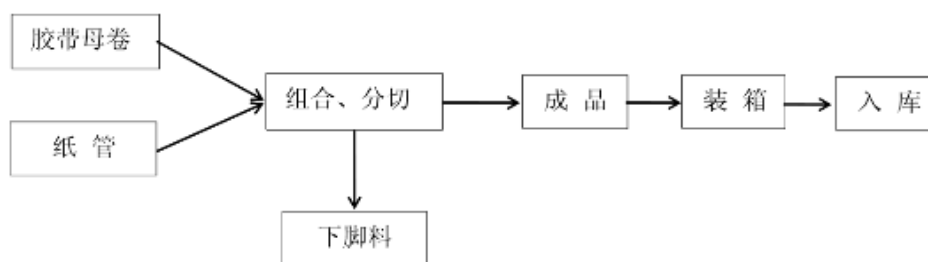 胶带母卷
纸 管
组合、分切
成 品
装 箱
入 库
下脚料